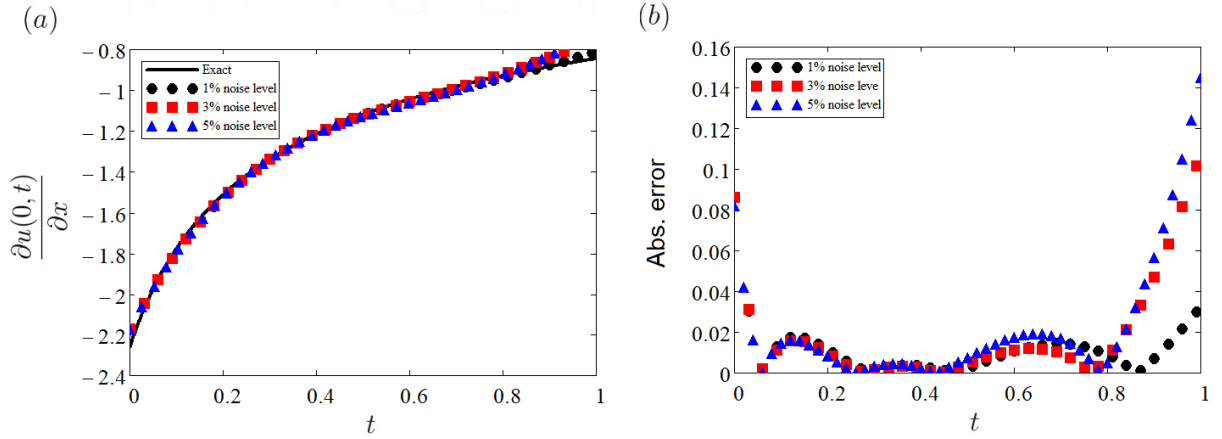 (a)
−0.8
−1
−1.2
−1.4
−1.6
−1.8
−2
−2.2
−2.4
∂u(0, t)
∂x
Exact
1% noise level
3% noise level
5% noise level
0 0.2 0.4 0.6 0.8 1
t
(b)
0.16
0.14
0.12
0.1
0.08
0.06
0.04
0.02
0
Abs. error
1% noise level
3% noise leve
5% noise level
0 0.2 0.4 0.6 0.8 1
t